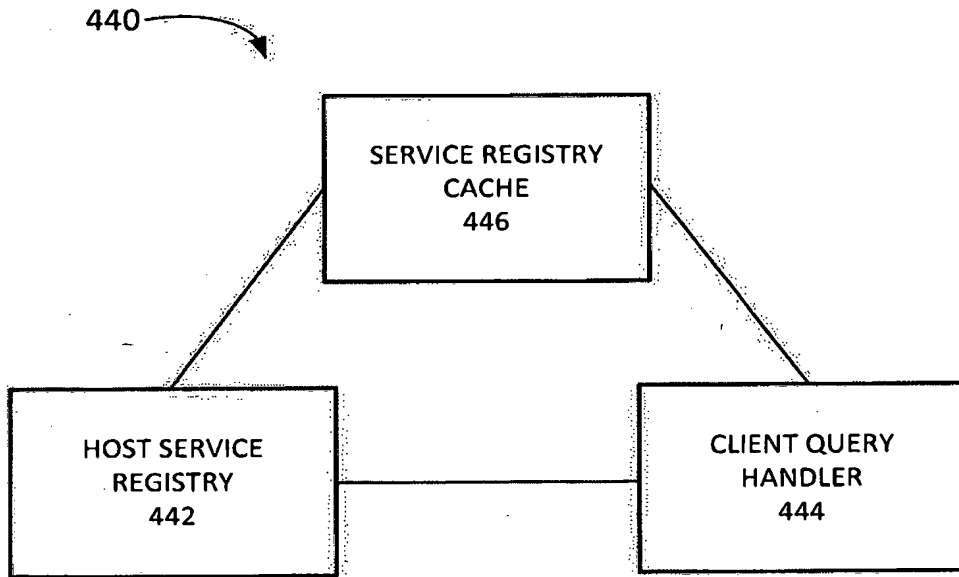 440
SERVICE REGISTRY
CACHE
446
HOST SERVICE
REGISTRY
442
CLIENT QUERY
HANDLER
444